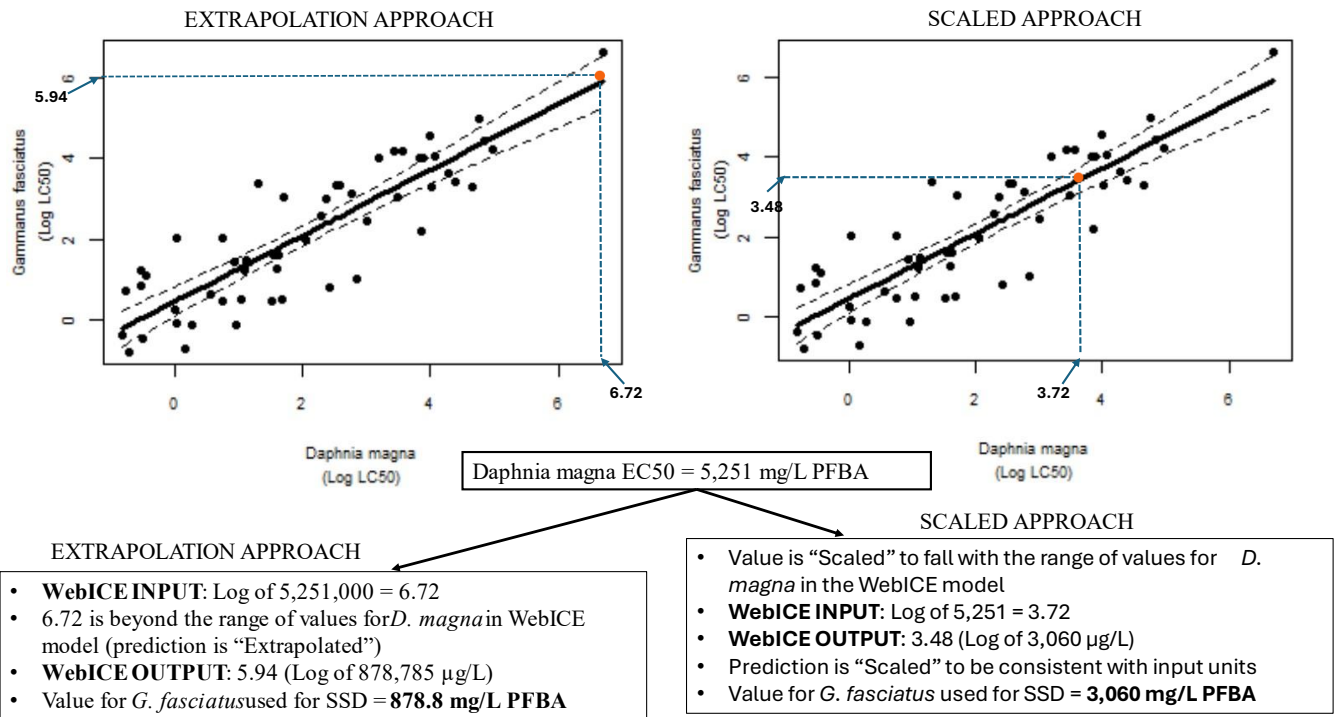 EXTRAPOLATION APPROACH
6
4
2
0
5.94
Gammarus fasciatus
(Log LC50)
0
2
4
6
6.72
Daphnia magna
(Log LC50)
SCALED APPROACH
6
4
2
0
3.48
Gammarus fasciatus
(Log LC50)
0
2
4
6
3.72
Daphnia magna
(Log LC50)
Daphnia magna EC50 = 5,251 mg/L PFBA
EXTRAPOLATION APPROACH
• WebICE INPUT: Log of 5,251,000 = 6.72
• 6.72 is beyond the range of values for D. magna in WebICE
model (prediction is “Extrapolated”)
• WebICE OUTPUT: 5.94 (Log of 878,785 µg/L)
• Value for G. fasciatus used for SSD = 878.8 mg/L PFBA
SCALED APPROACH
• Value is “Scaled” to fall with the range of values for D.
magna in the WebICE model
• WebICE INPUT: Log of 5,251 = 3.72
• WebICE OUTPUT: 3.48 (Log of 3,060 µg/L)
• Prediction is “Scaled” to be consistent with input units
• Value for G. fasciatus used for SSD = 3,060 mg/L PFBA